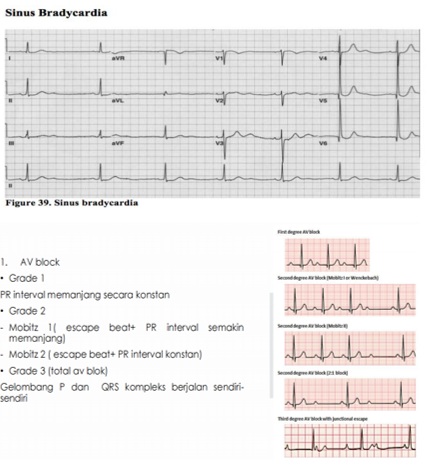 Sinus Bradycardia
I aVR V1 V4
II aVL V2 V5
III aVF V3 V6
II
Figure 39. Sinus bradycardia
1. AV block
• Grade 1
PR interval memanjang secara konstan
• Grade 2
- Mobitz 1( escape beat+ PR interval semakin
memanjang)
- Mobitz 2 ( escape beat+ PR interval konstan)
• Grade 3 (total av blok)
Gelombang P dan QRS kompleks berjalan sendiri-
sendiri
First degree AV block
Second degree AV block (Mobitz I or Wenckebach)
Second degree AV block (Mobitz II)
Second degree AV block (2:1 block)
Third degree AV block with junctional escape